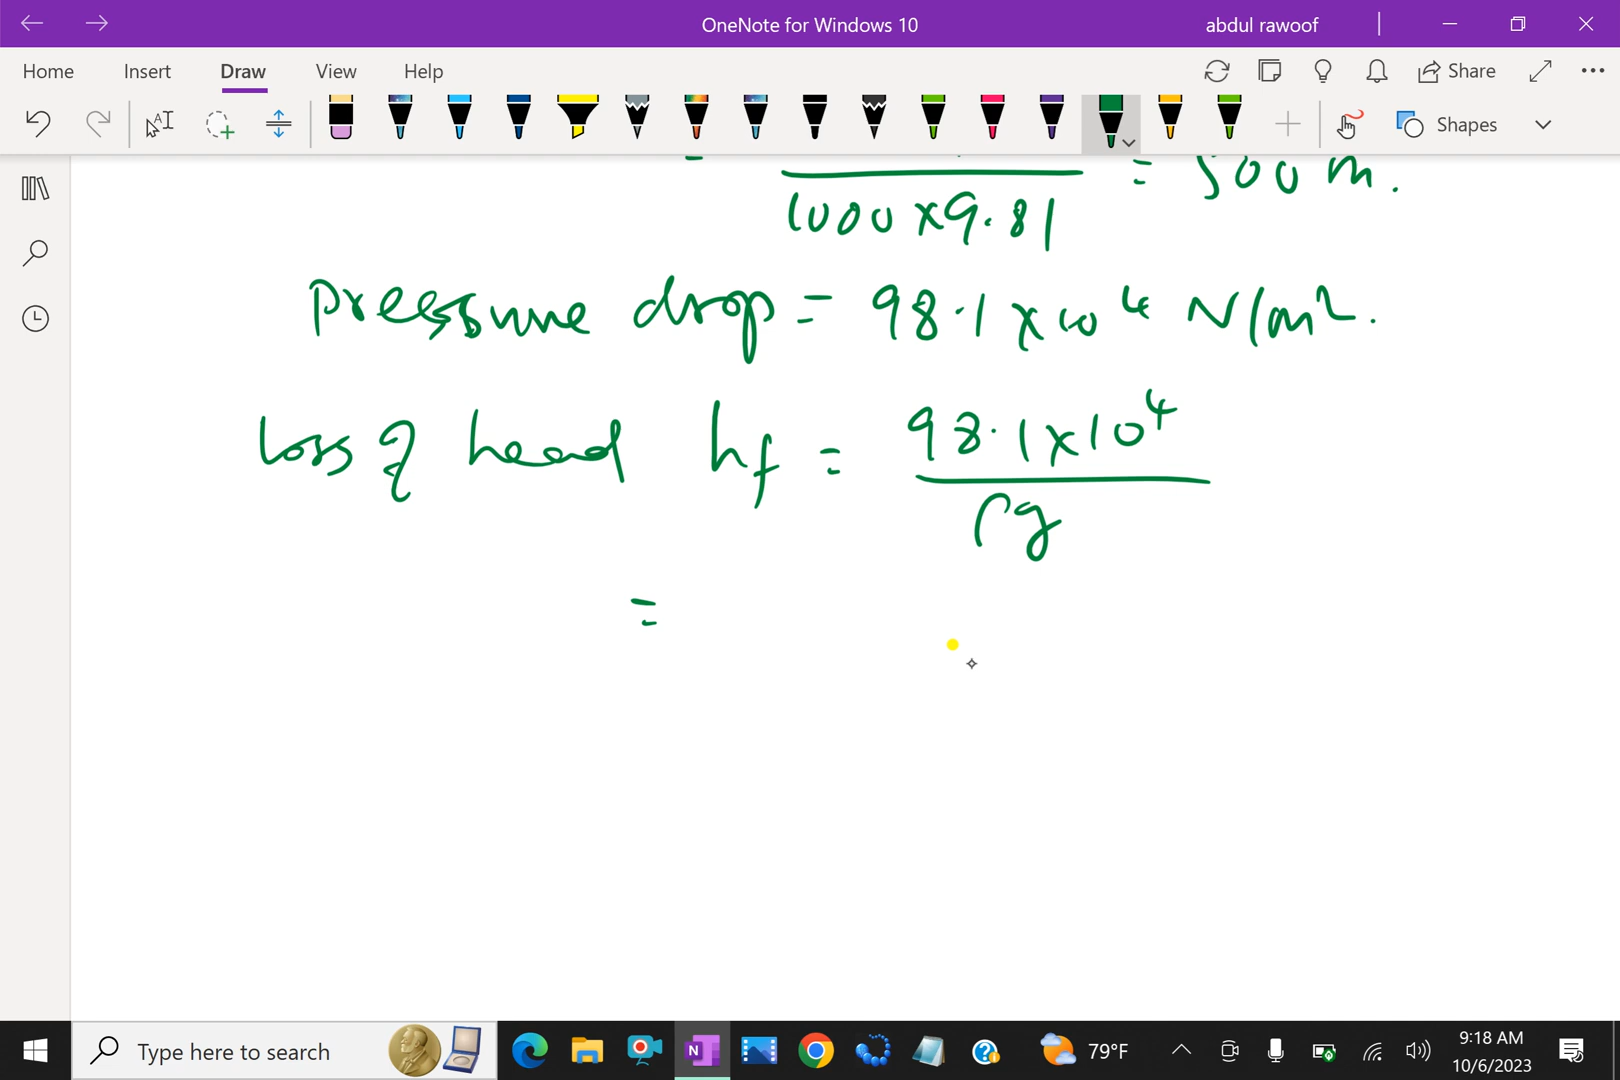 OneNote for Windows 10
abdul rawoof
Home Insert Draw View Help
Share
Shapes
= 500 m.
1000 x 9.81
pressure drop = 98.1 x 10⁴ N/m².
loss of head hf = 98.1 x 10⁴
ρg
=
Type here to search
79°F
9:18 AM
10/6/2023